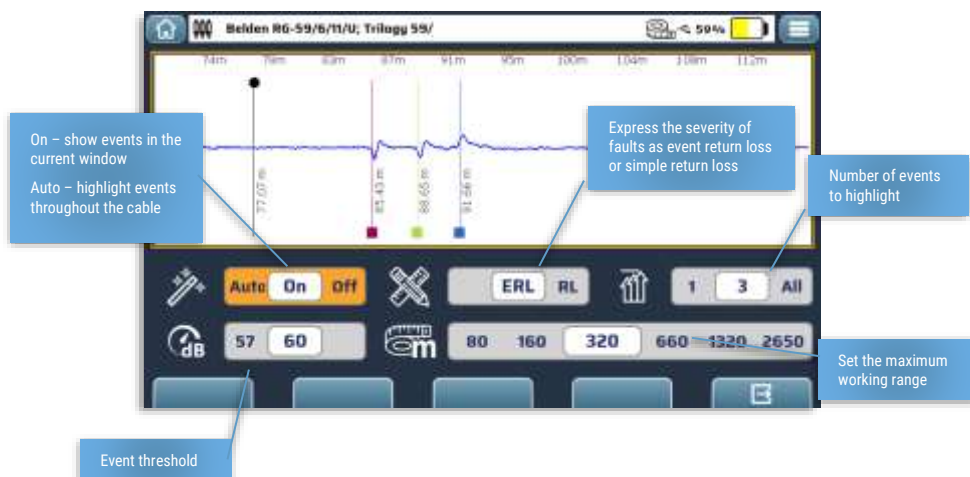 Belden RG-59/6/11/U; Trilogy 59/
59%
74m 78m 83m 87m 91m 95m 100m 104m 108m 112m
77.07 m
85.43 m
88.65 m
91.66 m
On – show events in the
current window
Auto – highlight events
throughout the cable
Express the severity of
faults as event return loss
or simple return loss
Number of events
to highlight
Auto On Off
ERL RL
1 3 All
dB
57 60
m
80 160 320 660 1320 2650
Set the maximum
working range
Event threshold